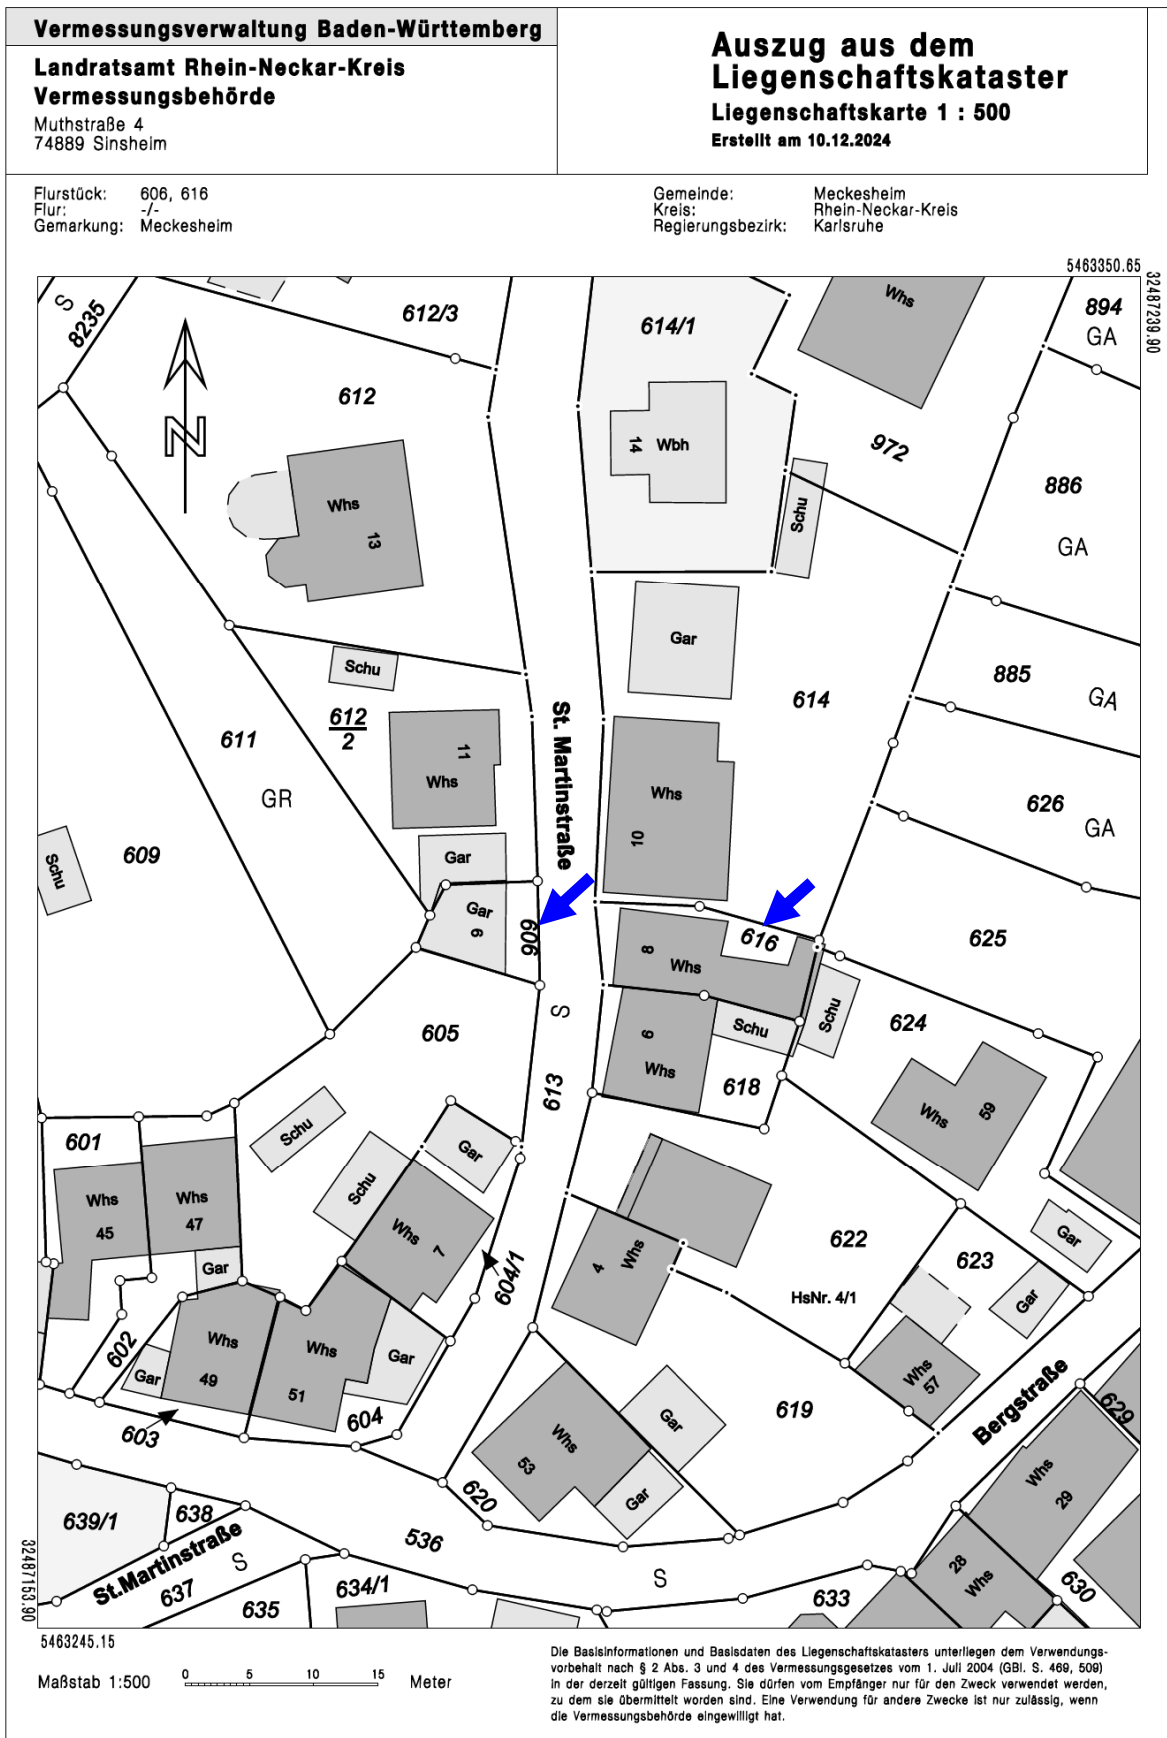 Vermessungsverwaltung Baden-Württemberg
Landratsamt Rhein-Neckar-Kreis
Vermessungsbehörde
Muthstraße 4
74889 Sinsheim
Auszug aus dem
Liegenschaftskataster
Liegenschaftskarte 1 : 500
Erstellt am 10.12.2024
Flurstück: 606, 616
Flur: -/-
Gemarkung: Meckesheim
Gemeinde: Meckesheim
Kreis: Rhein-Neckar-Kreis
Regierungsbezirk: Karlsruhe
5463350.65
32487239.90
S
8235
612/3
614/1
Whs
894
GA
612
N
14
Wbh
972
886
GA
Whs
13
Schu
Gar
Schu
885
GA
614
612
2
611
GR
11
Whs
St. Martinstraße
Whs
10
626
GA
609
Schu
Gar
Gar
6
606
616
8
Whs
625
S
605
613
6
Whs
Schu
Schu
624
618
Whs
59
601
Schu
Gar
Whs
45
Whs
47
Schu
Whs
7
604/1
4
Whs
622
HsNr. 4/1
623
Gar
Gar
Gar
602
Whs
49
Gar
Whs
51
Gar
604
603
Whs
57
619
Bergstraße
629
Gar
Whs
53
Gar
620
Whs
29
639/1
638
St.Martinstraße
S
637
536
635
634/1
S
633
28
Whs
630
32487153.90
5463245.15
Maßstab 1:500
0 5 10 15
Meter
Die Basisinformationen und Basisdaten des Liegenschaftskatasters unterliegen dem Verwendungs-
vorbehalt nach § 2 Abs. 3 und 4 des Vermessungsgesetzes vom 1. Juli 2004 (GBl. S. 469, 509)
in der derzeit gültigen Fassung. Sie dürfen vom Empfänger nur für den Zweck verwendet werden,
zu dem sie übermittelt worden sind. Eine Verwendung für andere Zwecke ist nur zulässig, wenn
die Vermessungsbehörde eingewilligt hat.